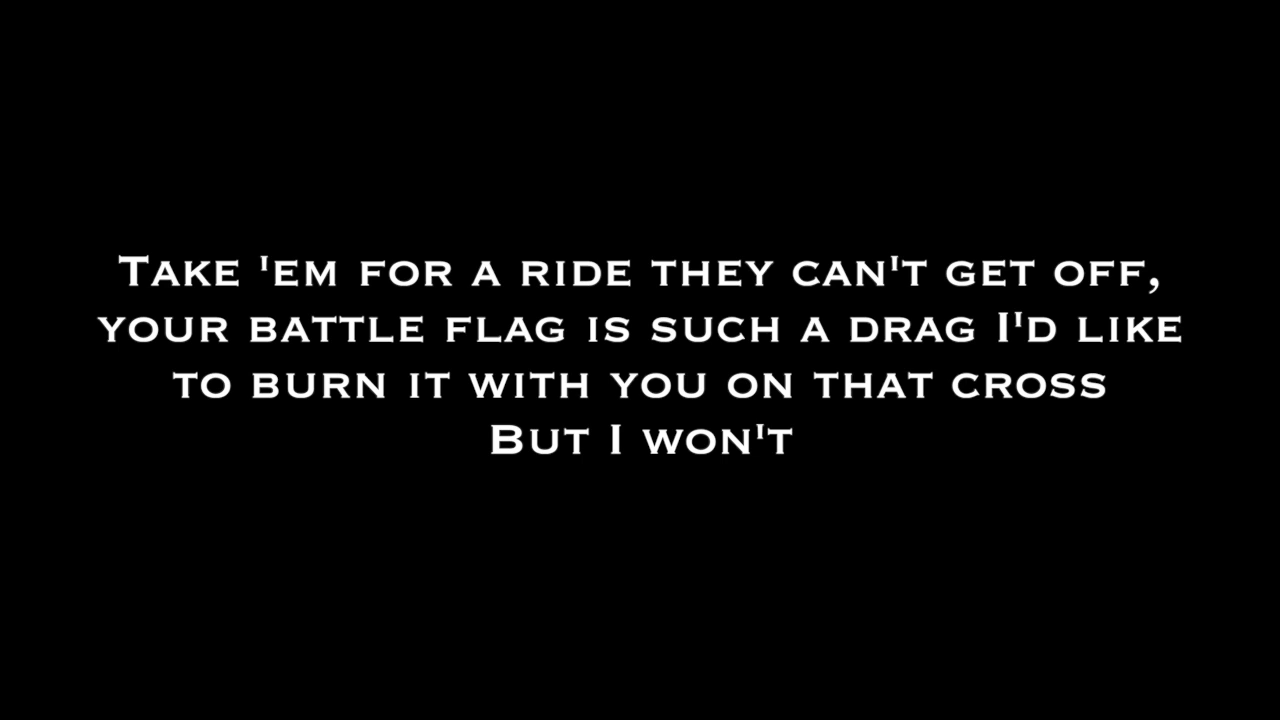 Take 'em for a ride they can't get off,
your battle flag is such a drag I'd like
to burn it with you on that cross
But I won't